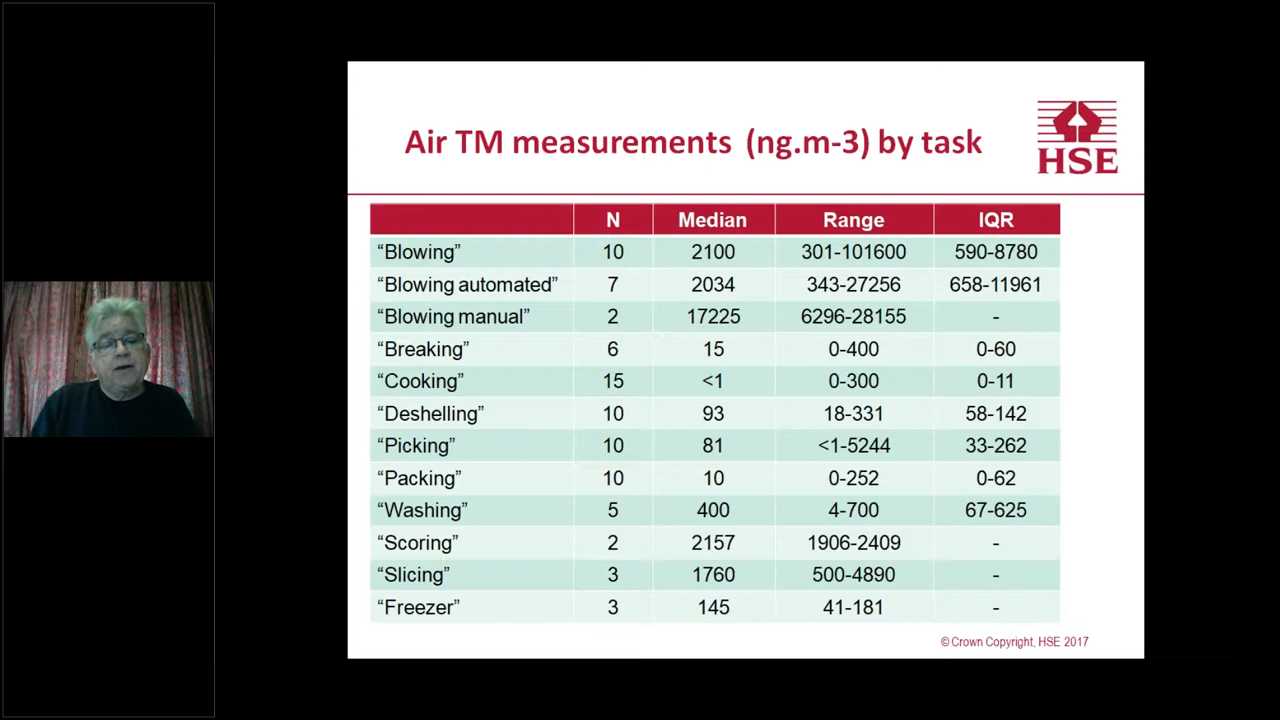 Air TM measurements (ng.m-3) by task
HSE
N Median Range IQR
“Blowing” 10 2100 301-101600 590-8780
“Blowing automated” 7 2034 343-27256 658-11961
“Blowing manual” 2 17225 6296-28155 -
“Breaking” 6 15 0-400 0-60
“Cooking” 15 <1 0-300 0-11
“Deshelling” 10 93 18-331 58-142
“Picking” 10 81 <1-5244 33-262
“Packing” 10 10 0-252 0-62
“Washing” 5 400 4-700 67-625
“Scoring” 2 2157 1906-2409 -
“Slicing” 3 1760 500-4890 -
“Freezer” 3 145 41-181 -
© Crown Copyright, HSE 2017